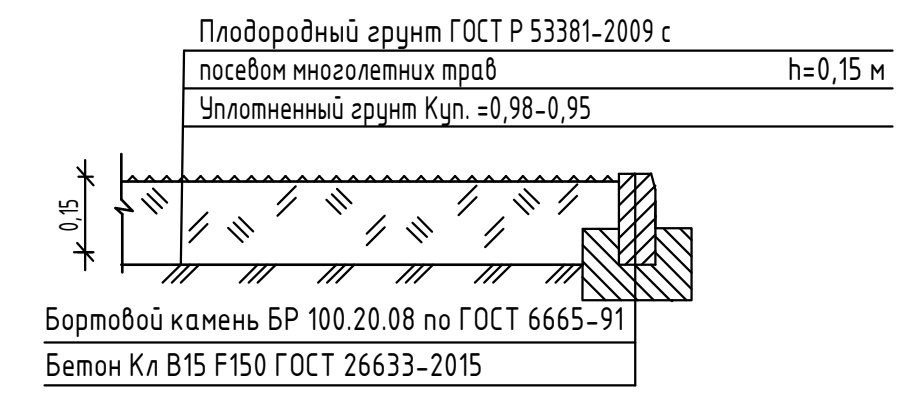 Плодородный грунт ГОСТ Р 53381-2009 с
посевом многолетних трав h=0,15 м
Уплотненный грунт Куп. =0,98-0,95
0,15
Бортовой камень БР 100.20.08 по ГОСТ 6665-91
Бетон Кл В15 F150 ГОСТ 26633-2015